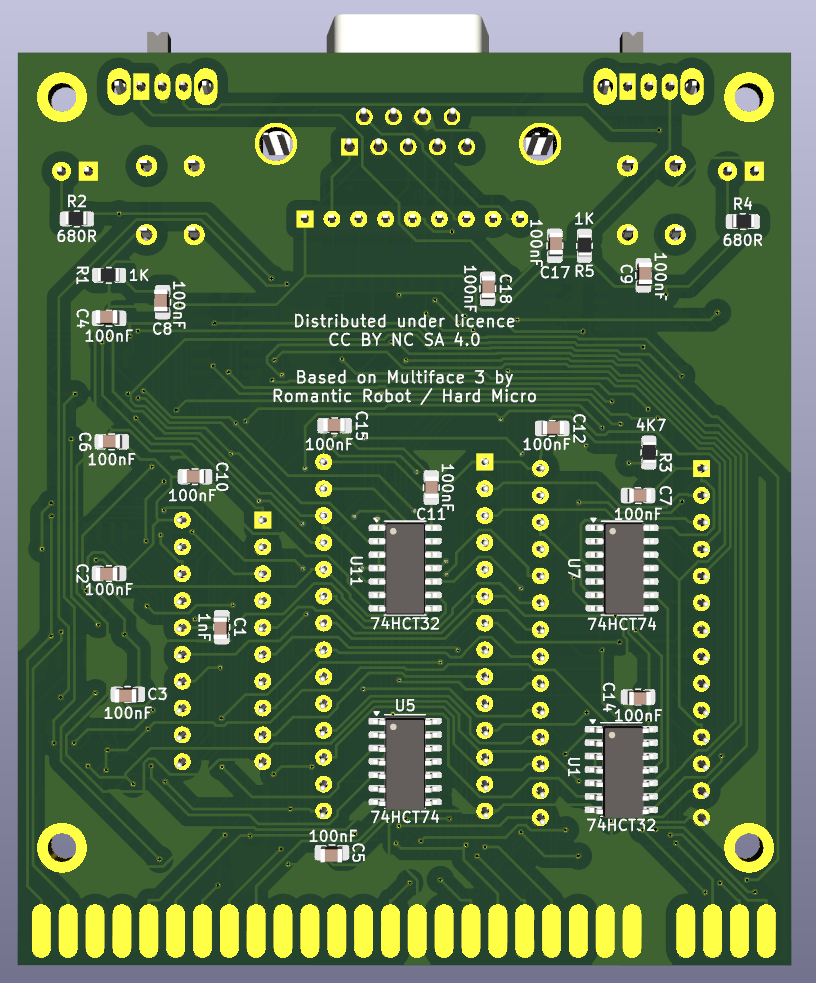 R2
680R
R4
680R
100nF
C17
1K
R5
C9
100nF
R1
1K
C4
100nF
100nF
C8
C18
100nF
Distributed under licence
CC BY NC SA 4.0
Based on Multiface 3 by
Romantic Robot / Hard Micro
C15
100nF
C12
100nF
4K7
R3
C6
100nF
C10
100nF
100nF
C11
C7
100nF
U11
74HCT32
U7
74HCT74
C2
100nF
1nF
C1
C3
100nF
C14
100nF
U5
74HCT74
U1
74HCT32
100nF
C5